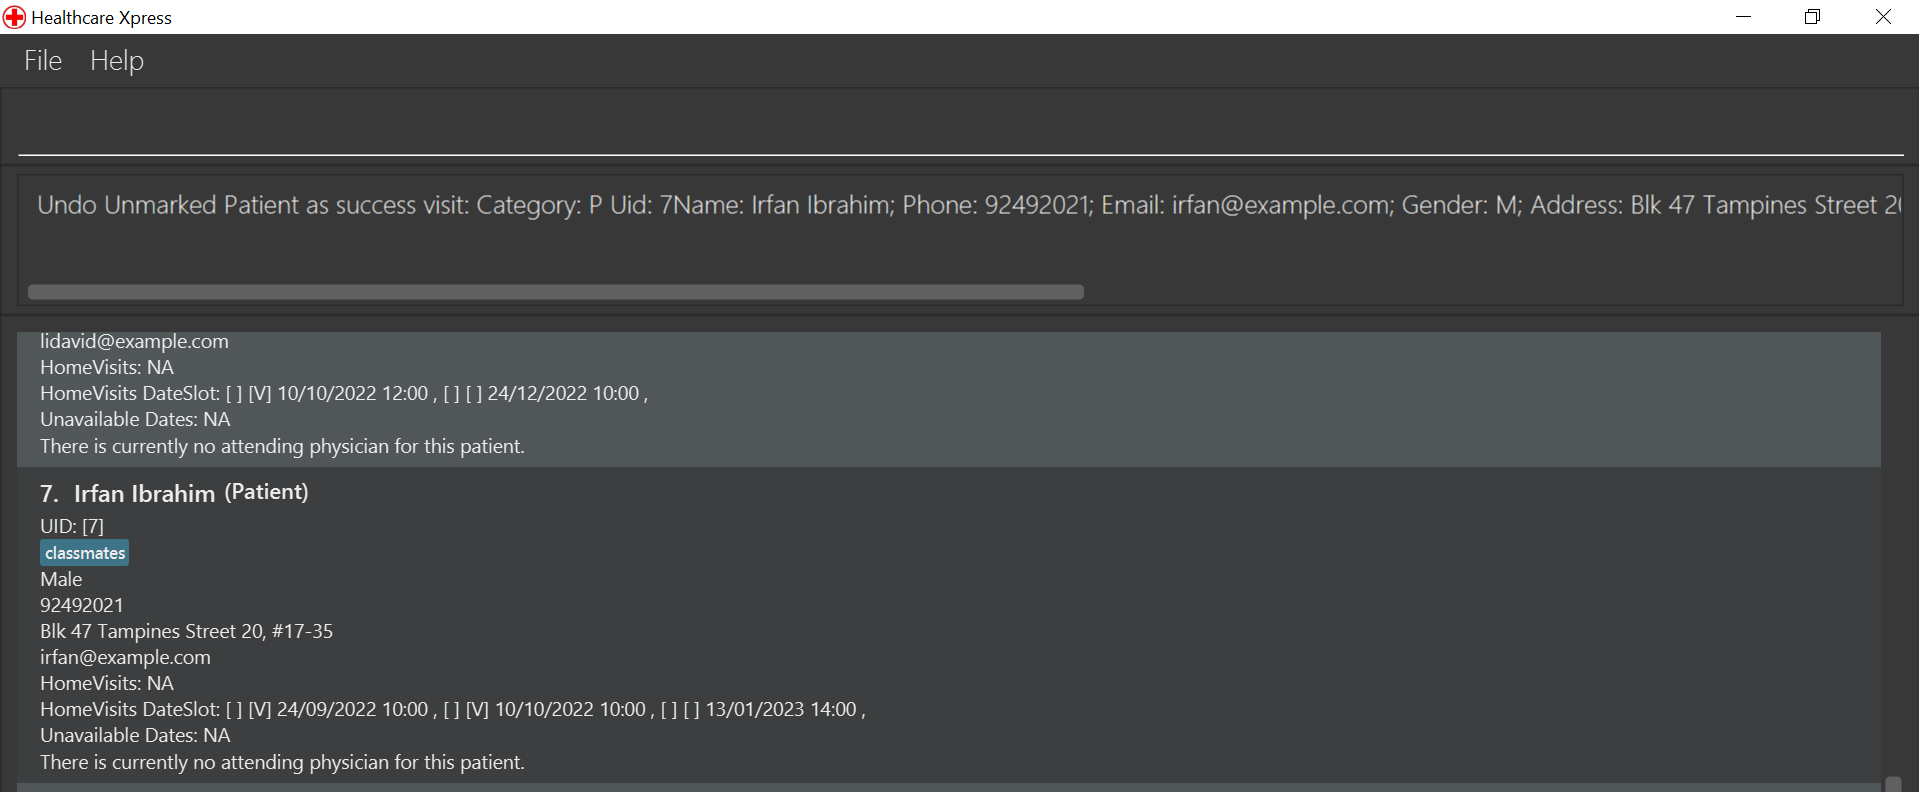 Healthcare Xpress
File Help
Undo Unmarked Patient as success visit: Category: P Uid: 7Name: Irfan Ibrahim; Phone: 92492021; Email: irfan@example.com; Gender: M; Address: Blk 47 Tampines Street
lidavid@example.com
HomeVisits: NA
HomeVisits DateSlot: [ ] [V] 10/10/2022 12:00 , [ ] [ ] 24/12/2022 10:00 ,
Unavailable Dates: NA
There is currently no attending physician for this patient.
7. Irfan Ibrahim (Patient)
UID: [7]
classmates
Male
92492021
Blk 47 Tampines Street 20, #17-35
irfan@example.com
HomeVisits: NA
HomeVisits DateSlot: [ ] [V] 24/09/2022 10:00 , [ ] [V] 10/10/2022 10:00 , [ ] [ ] 13/01/2023 14:00 ,
Unavailable Dates: NA
There is currently no attending physician for this patient.